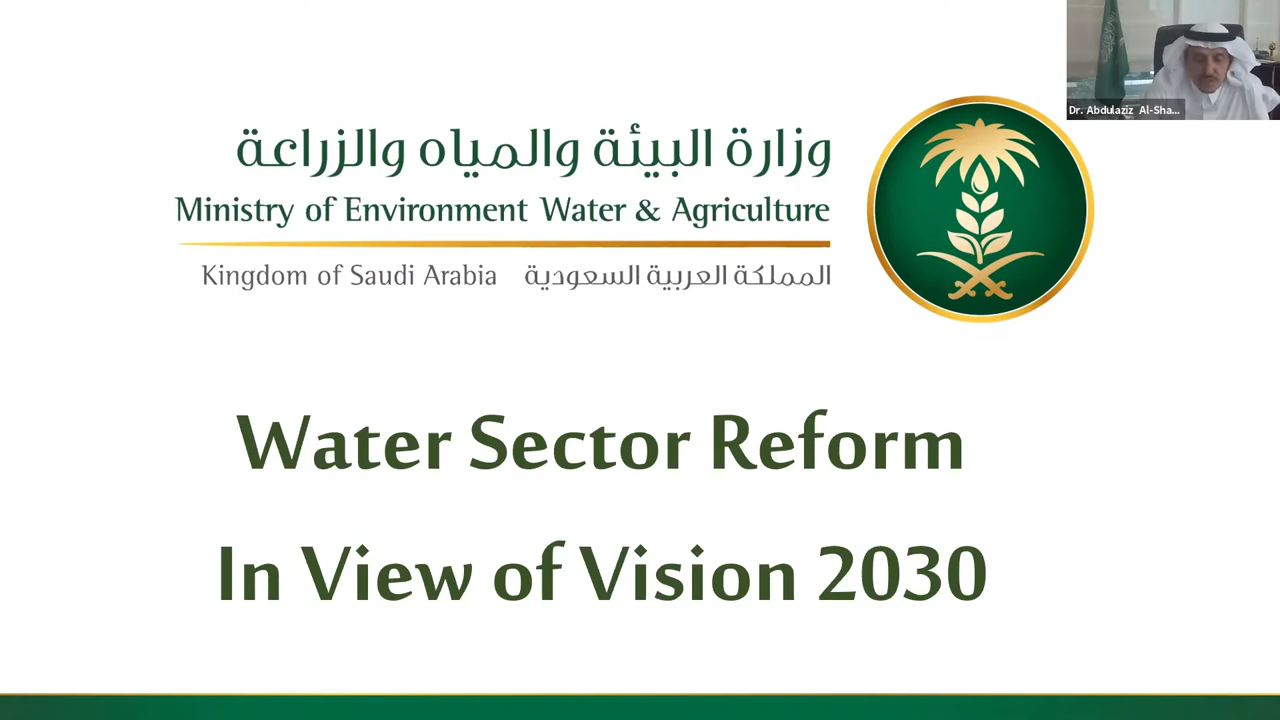 وزارة البيئة والمياه والزراعة
Ministry of Environment Water & Agriculture
Kingdom of Saudi Arabia المملكة العربية السعودية
Water Sector Reform
In View of Vision 2030
Dr. Abdulaziz Al-Sha...